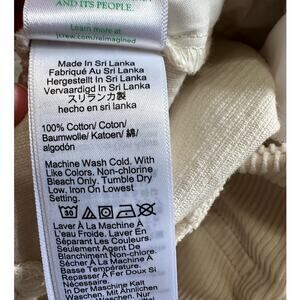 AND ITS PEOPLE.
Learn more at
jcrew.com/reimagined
Made In Sri Lanka
Fabriqué Au Sri Lanka
Hergestellt In Sri Lanka
Vervaardigd In Sri Lanka
スリランカ製
hecho en sri lanka
100% Cotton/ Coton/
Baumwolle/ Katoen/ 綿/
algodón
Machine Wash Cold. With
Like Colors. Non-chlorine
Bleach Only. Tumble Dry
Low. Iron On Lowest
Setting.
30
Laver À La Machine À
L'eau Froide. Laver En
Séparant Les Couleurs.
Seulement Agent De
Blanchiment Non-chlore.
Sécher À La Machine À
Basse Température.
Repasser À Fer Doux Si
Nécessaire.
In Der Maschine Kalt
Waschen. Mit Ähnlichen